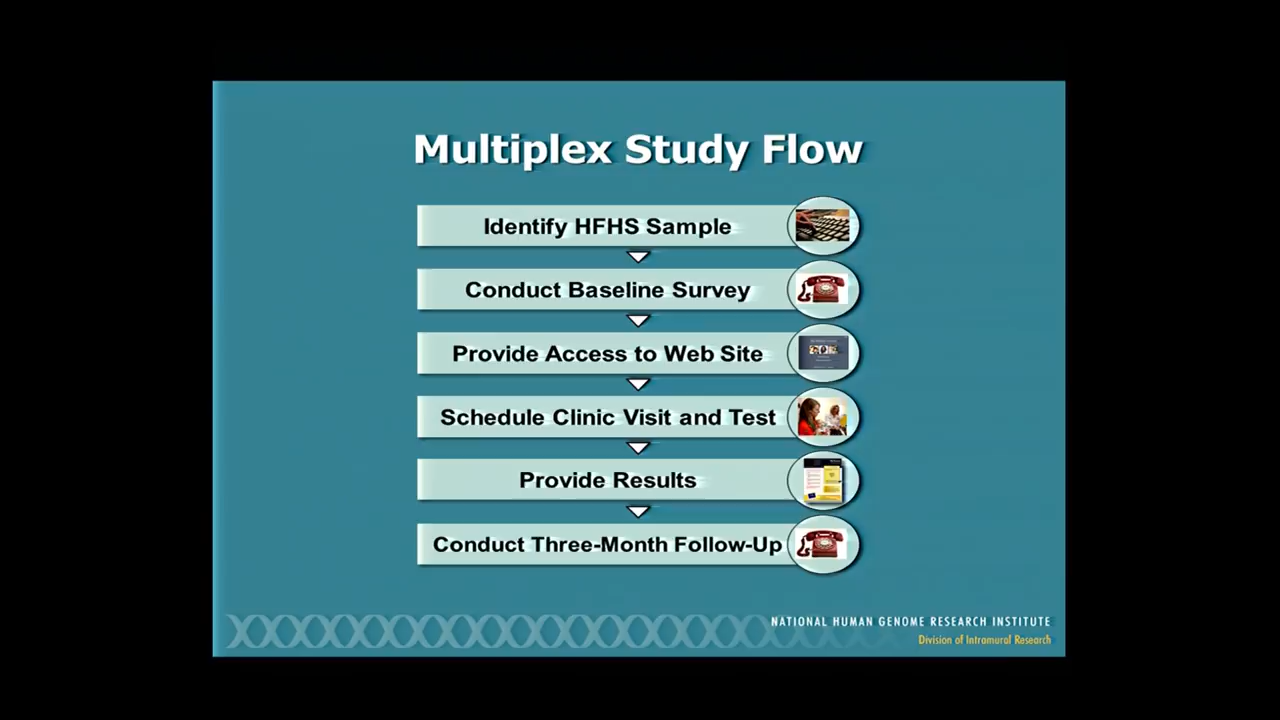 Multiplex Study Flow
Identify HFHS Sample
Conduct Baseline Survey
Provide Access to Web Site
Schedule Clinic Visit and Test
Provide Results
Conduct Three-Month Follow-Up
NATIONAL HUMAN GENOME RESEARCH INSTITUTE
Division of Intramural Research